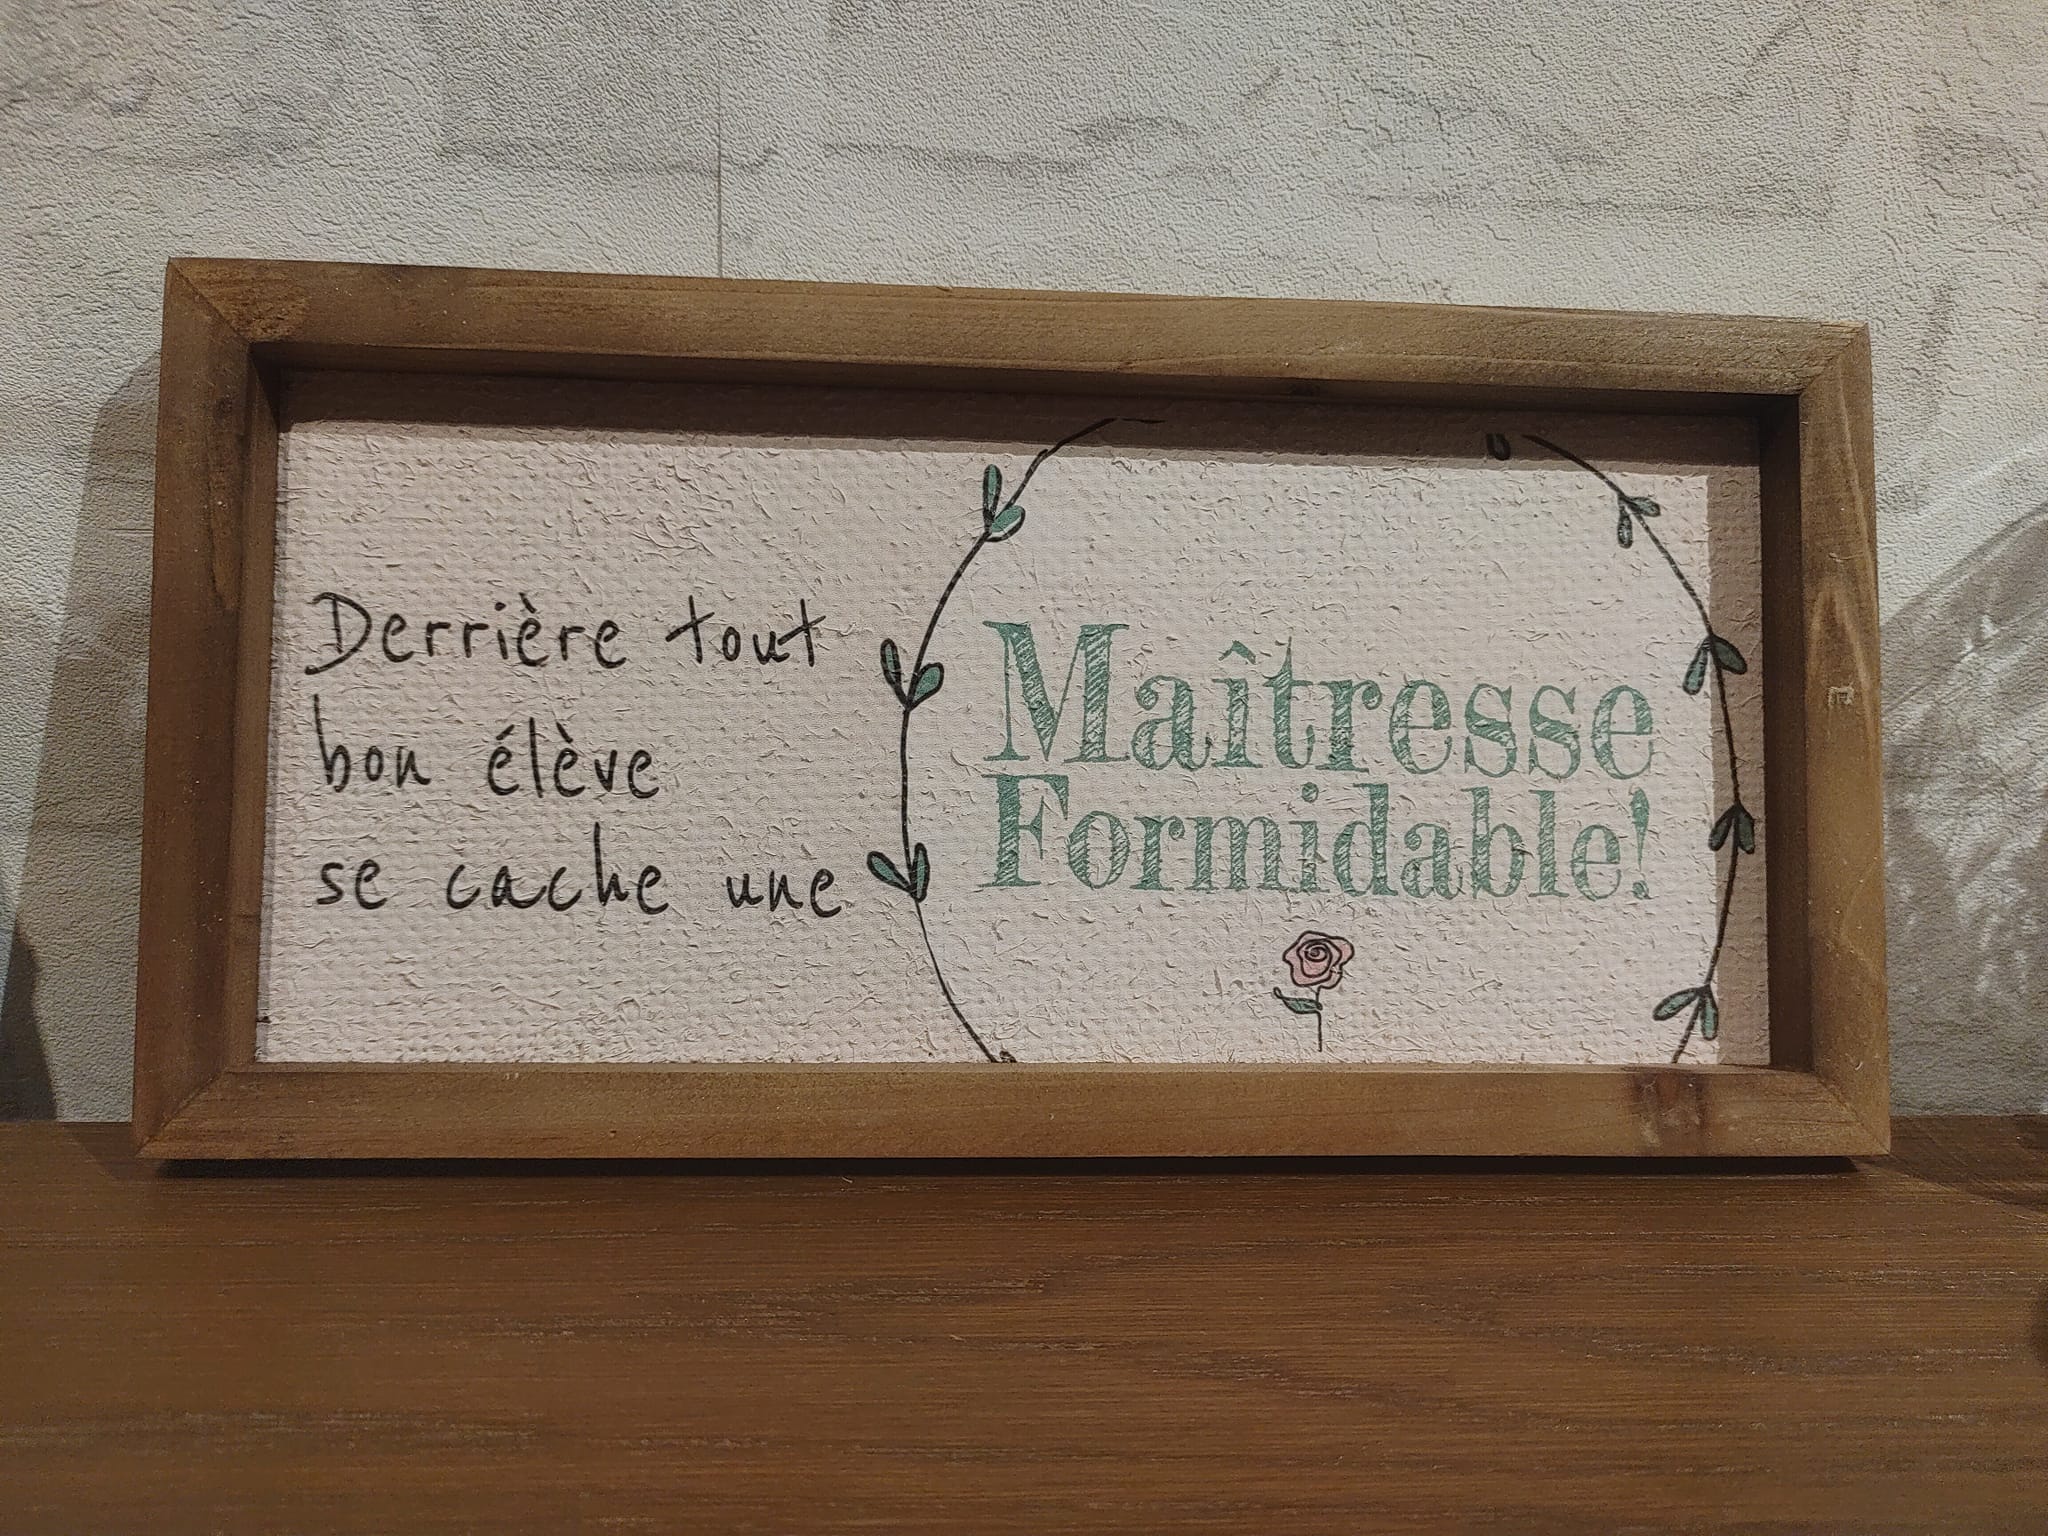 Derrière tout
bon élève
se cache une
Maîtresse
Formidable!